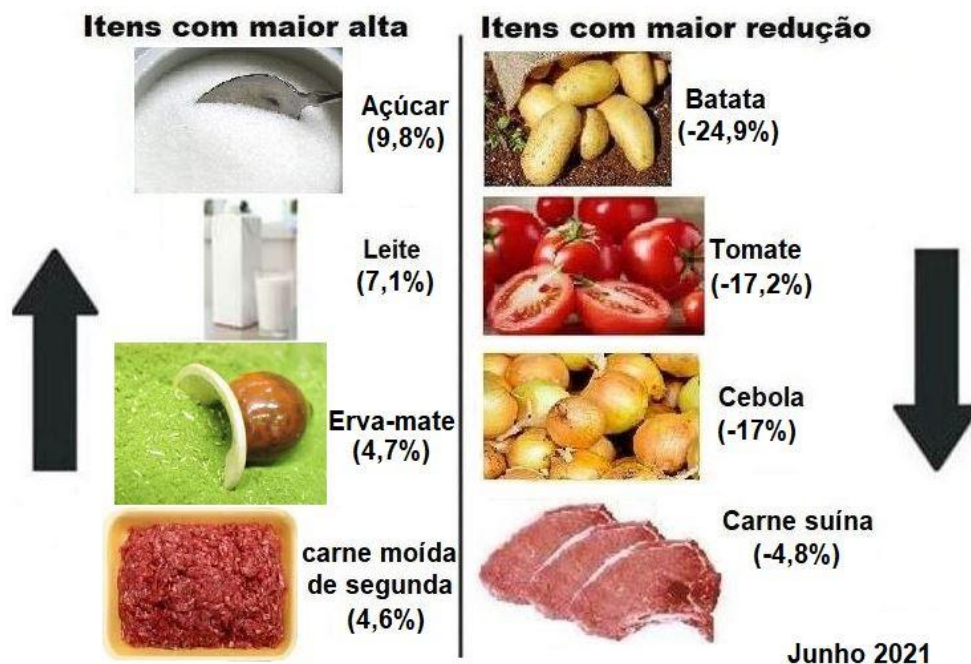 Itens com maior alta
Açúcar
(9,8%)
Leite
(7,1%)
Erva-mate
(4,7%)
carne moída
de segunda
(4,6%)
Itens com maior redução
Batata
(-24,9%)
Tomate
(-17,2%)
Cebola
(-17%)
Carne suína
(-4,8%)
Junho 2021